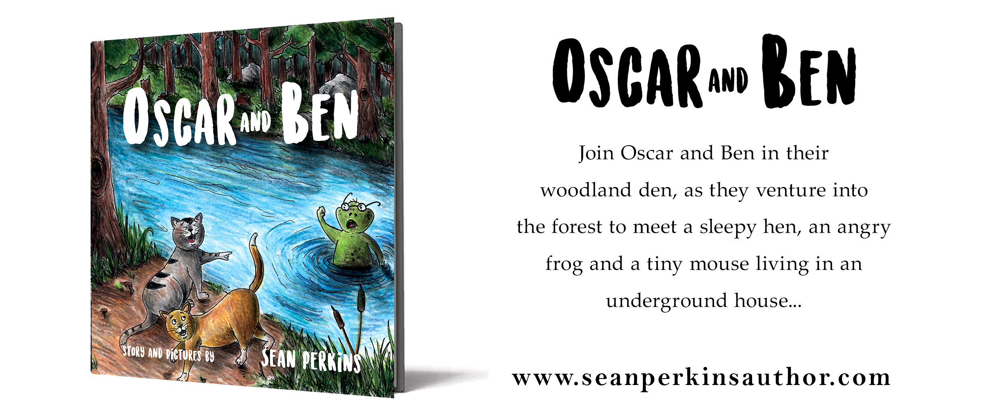 OSCAR AND BEN
STORY AND PICTURES BY
SEAN PERKINS
OSCAR AND BEN
Join Oscar and Ben in their
woodland den, as they venture into
the forest to meet a sleepy hen, an angry
frog and a tiny mouse living in an
underground house...
www.seanperkinsauthor.com